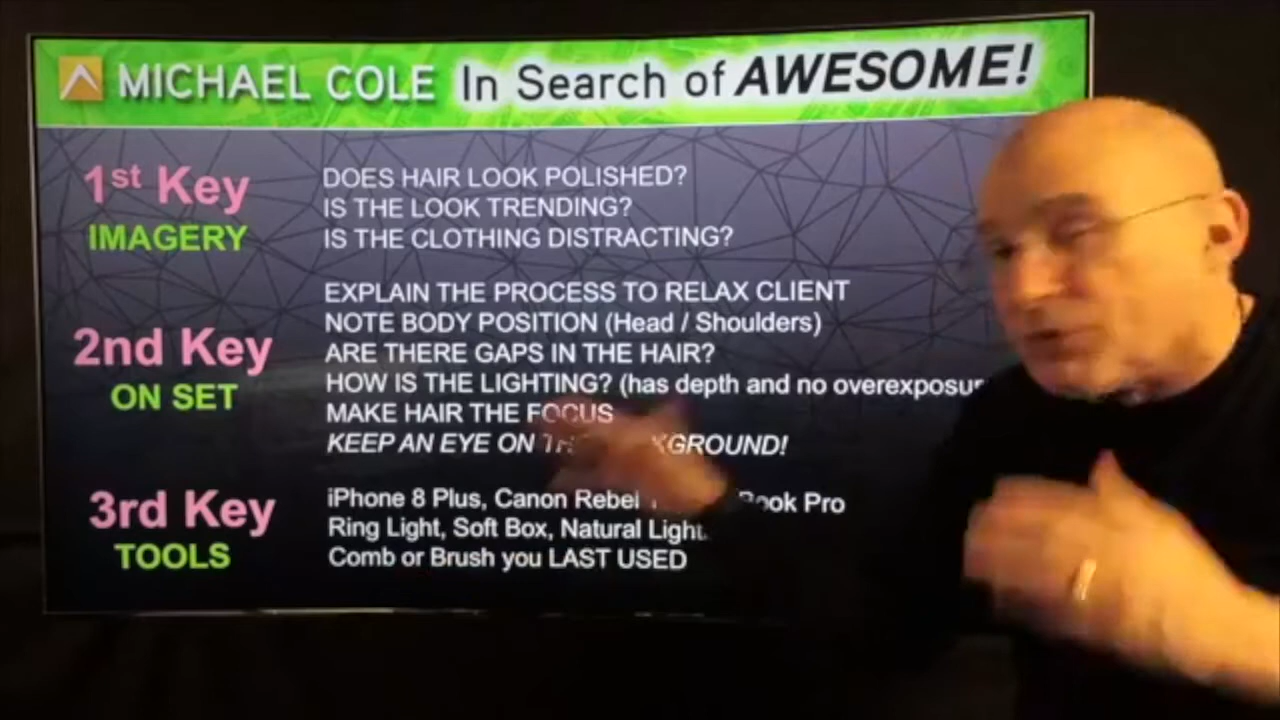 MICHAEL COLE In Search of AWESOME!
1st Key
IMAGERY
DOES HAIR LOOK POLISHED?
IS THE LOOK TRENDING?
IS THE CLOTHING DISTRACTING?
2nd Key
ON SET
EXPLAIN THE PROCESS TO RELAX CLIENT
NOTE BODY POSITION (Head / Shoulders)
ARE THERE GAPS IN THE HAIR?
HOW IS THE LIGHTING? (has depth and no
MAKE HAIR THE FOCUS
KEEP AN EYE ON
3rd Key
TOOLS
iPhone 8 Plus, Canon Rebel Pro
Ring Light, Soft Box, Natural Light
Comb or Brush you LAST USED